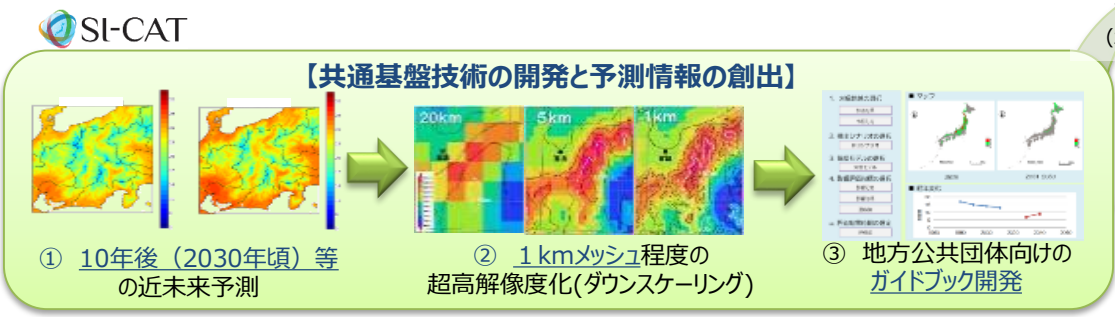 SI-CAT
【共通基盤技術の開発と予測情報の創出】
20km
5km
1km
■ マップ
① 10年後（2030年頃）等
の近未来予測
② １kmメッシュ程度の
超高解像度化(ダウンスケーリング)
③ 地方公共団体向けの
ガイドブック開発